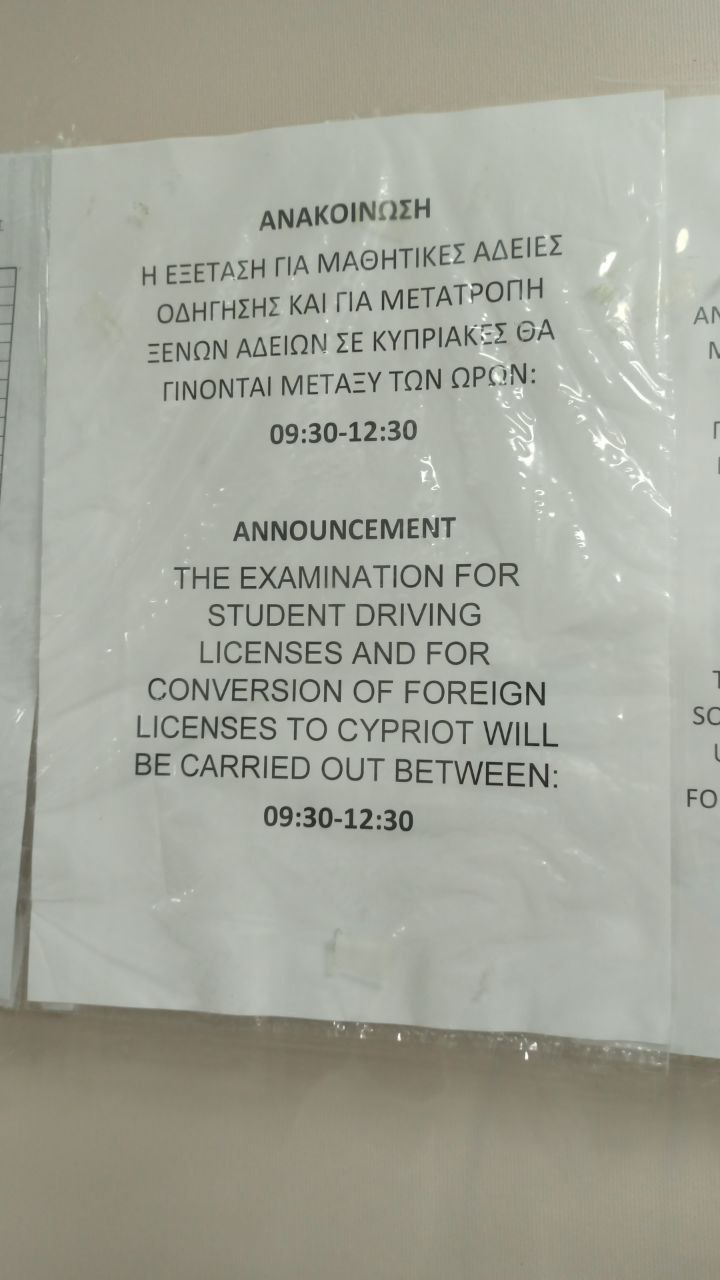 ΑΝΑΚΟΙΝΩΣΗ
Η ΕΞΕΤΑΣΗ ΓΙΑ ΜΑΘΗΤΙΚΕΣ ΑΔΕΙΕΣ
ΟΔΗΓΗΣΗΣ ΚΑΙ ΓΙΑ ΜΕΤΑΤΡΟΠΗ
ΞΕΝΩΝ ΑΔΕΙΩΝ ΣΕ ΚΥΠΡΙΑΚΕΣ ΘΑ
ΓΙΝΟΝΤΑΙ ΜΕΤΑΞΥ ΤΩΝ ΩΡΩΝ:
09:30-12:30
ANNOUNCEMENT
THE EXAMINATION FOR
STUDENT DRIVING
LICENSES AND FOR
CONVERSION OF FOREIGN
LICENSES TO CYPRIOT WILL
BE CARRIED OUT BETWEEN:
09:30-12:30